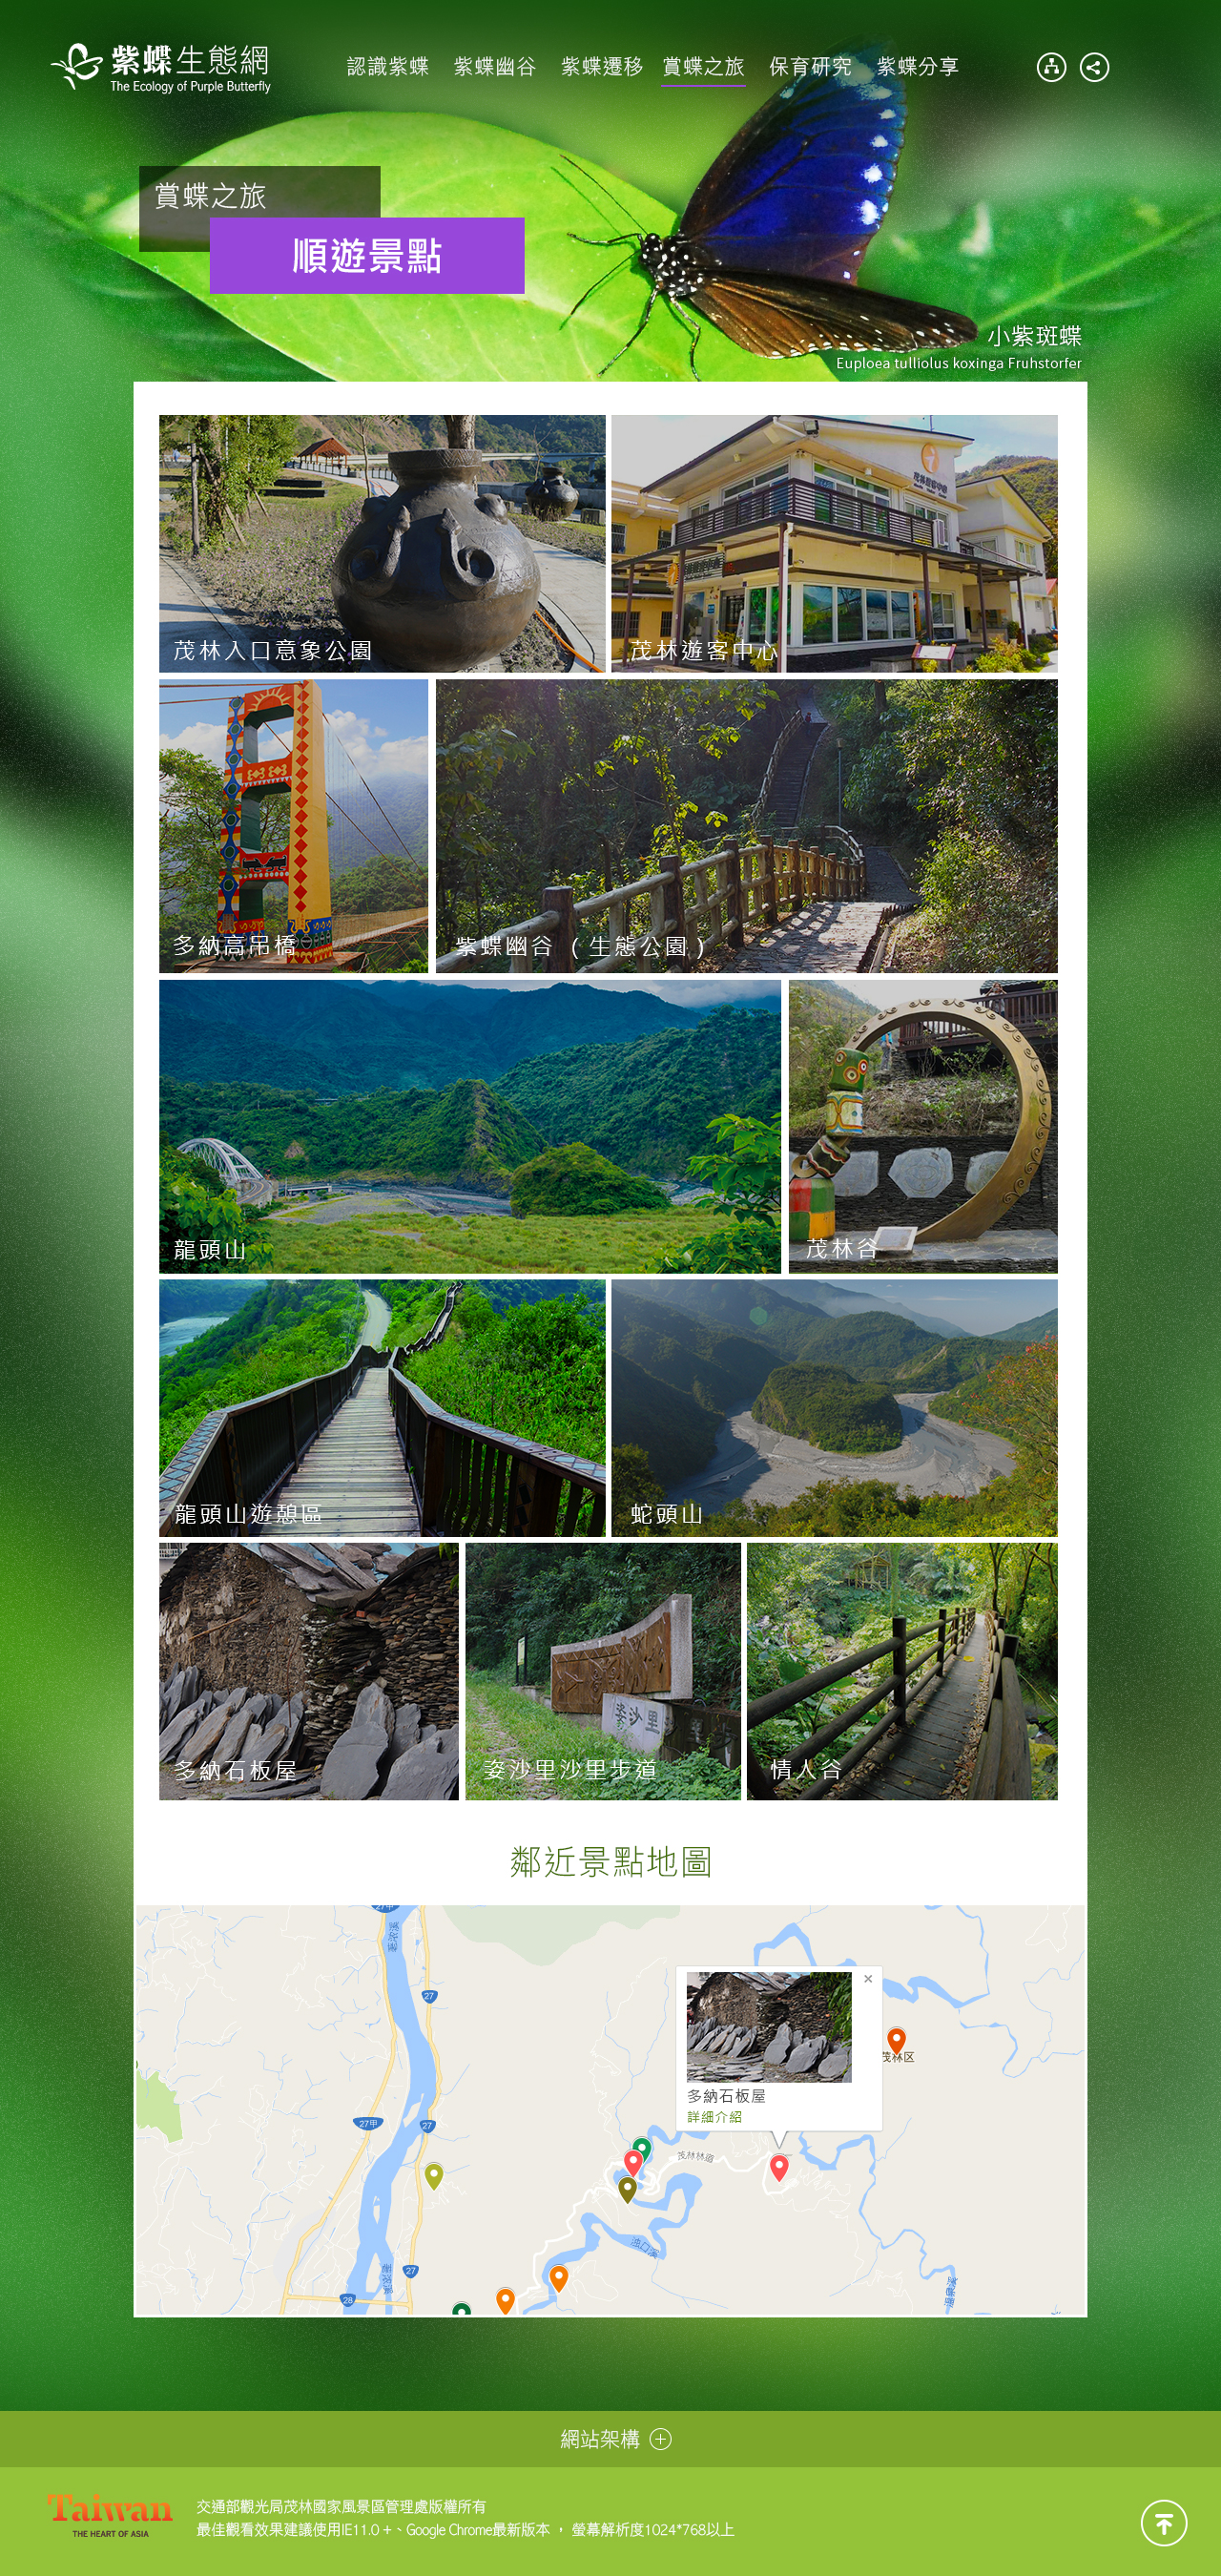 紫蝶生態網
The Ecology of Purple Butterfly
認識紫蝶 紫蝶幽谷 紫蝶遷移 賞蝶之旅 保育研究 紫蝶分享
賞蝶之旅
順遊景點
小紫斑蝶
Euploea tulliolus koxinga Fruhstorfer
茂林入口意象公園
茂林遊客中心
多納高吊橋
紫蝶幽谷 ( 生態公園 )
龍頭山
茂林谷
龍頭山遊憩區
蛇頭山
多納石板屋
姿沙里沙里步道
情人谷
鄰近景點地圖
27甲
荖浓溪
27
茂林区
多納石板屋
詳細介紹
27甲
27
茂林林道
浊口溪
27
28
網站架構
Taiwan
THE HEART OF ASIA
交通部觀光局茂林國家風景區管理處版權所有
最佳觀看效果建議使用IE11.0 +、Google Chrome最新版本 , 螢幕解析度1024*768以上